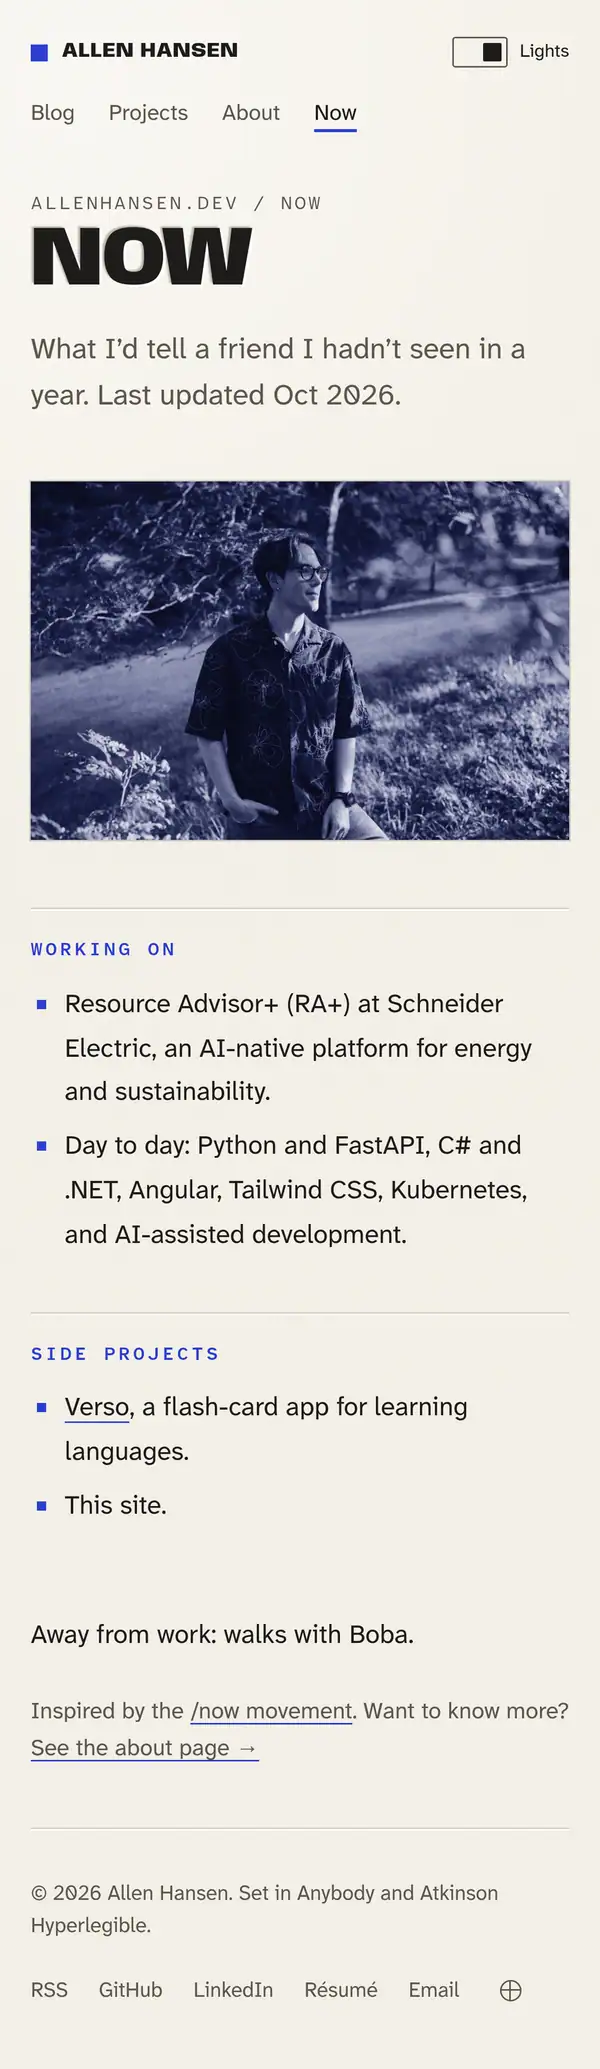 ALLEN HANSEN
Lights
Blog Projects About Now
ALLENHANSEN.DEV / NOW
NOW
What I’d tell a friend I hadn’t seen in a
year. Last updated Oct 2026.
WORKING ON
Resource Advisor+ (RA+) at Schneider
Electric, an AI-native platform for energy
and sustainability.
Day to day: Python and FastAPI, C# and
.NET, Angular, Tailwind CSS, Kubernetes,
and AI-assisted development.
SIDE PROJECTS
Verso, a flash-card app for learning
languages.
This site.
Away from work: walks with Boba.
Inspired by the /now movement. Want to know more?
See the about page →
© 2026 Allen Hansen. Set in Anybody and Atkinson
Hyperlegible.
RSS GitHub LinkedIn Résumé Email